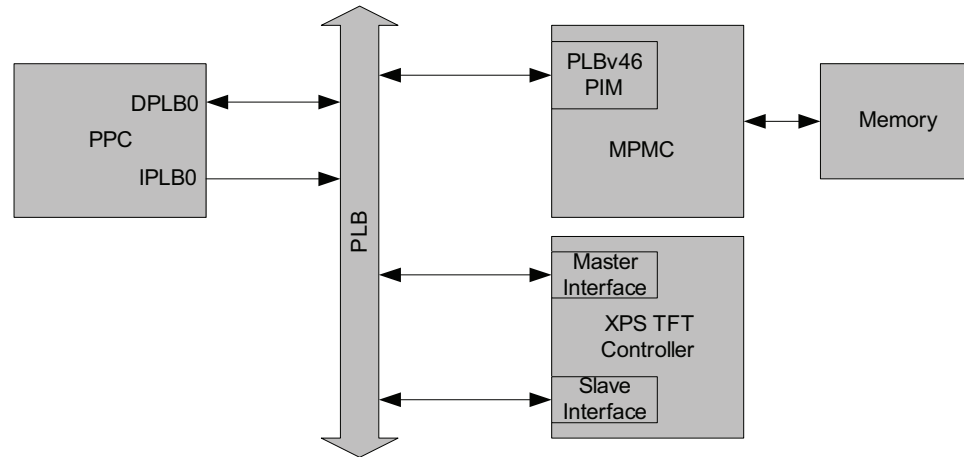 DPLB0
PPC
IPLB0
PLB
PLBv46
PIM
MPMC
Memory
Master
Interface
XPS TFT
Controller
Slave
Interface